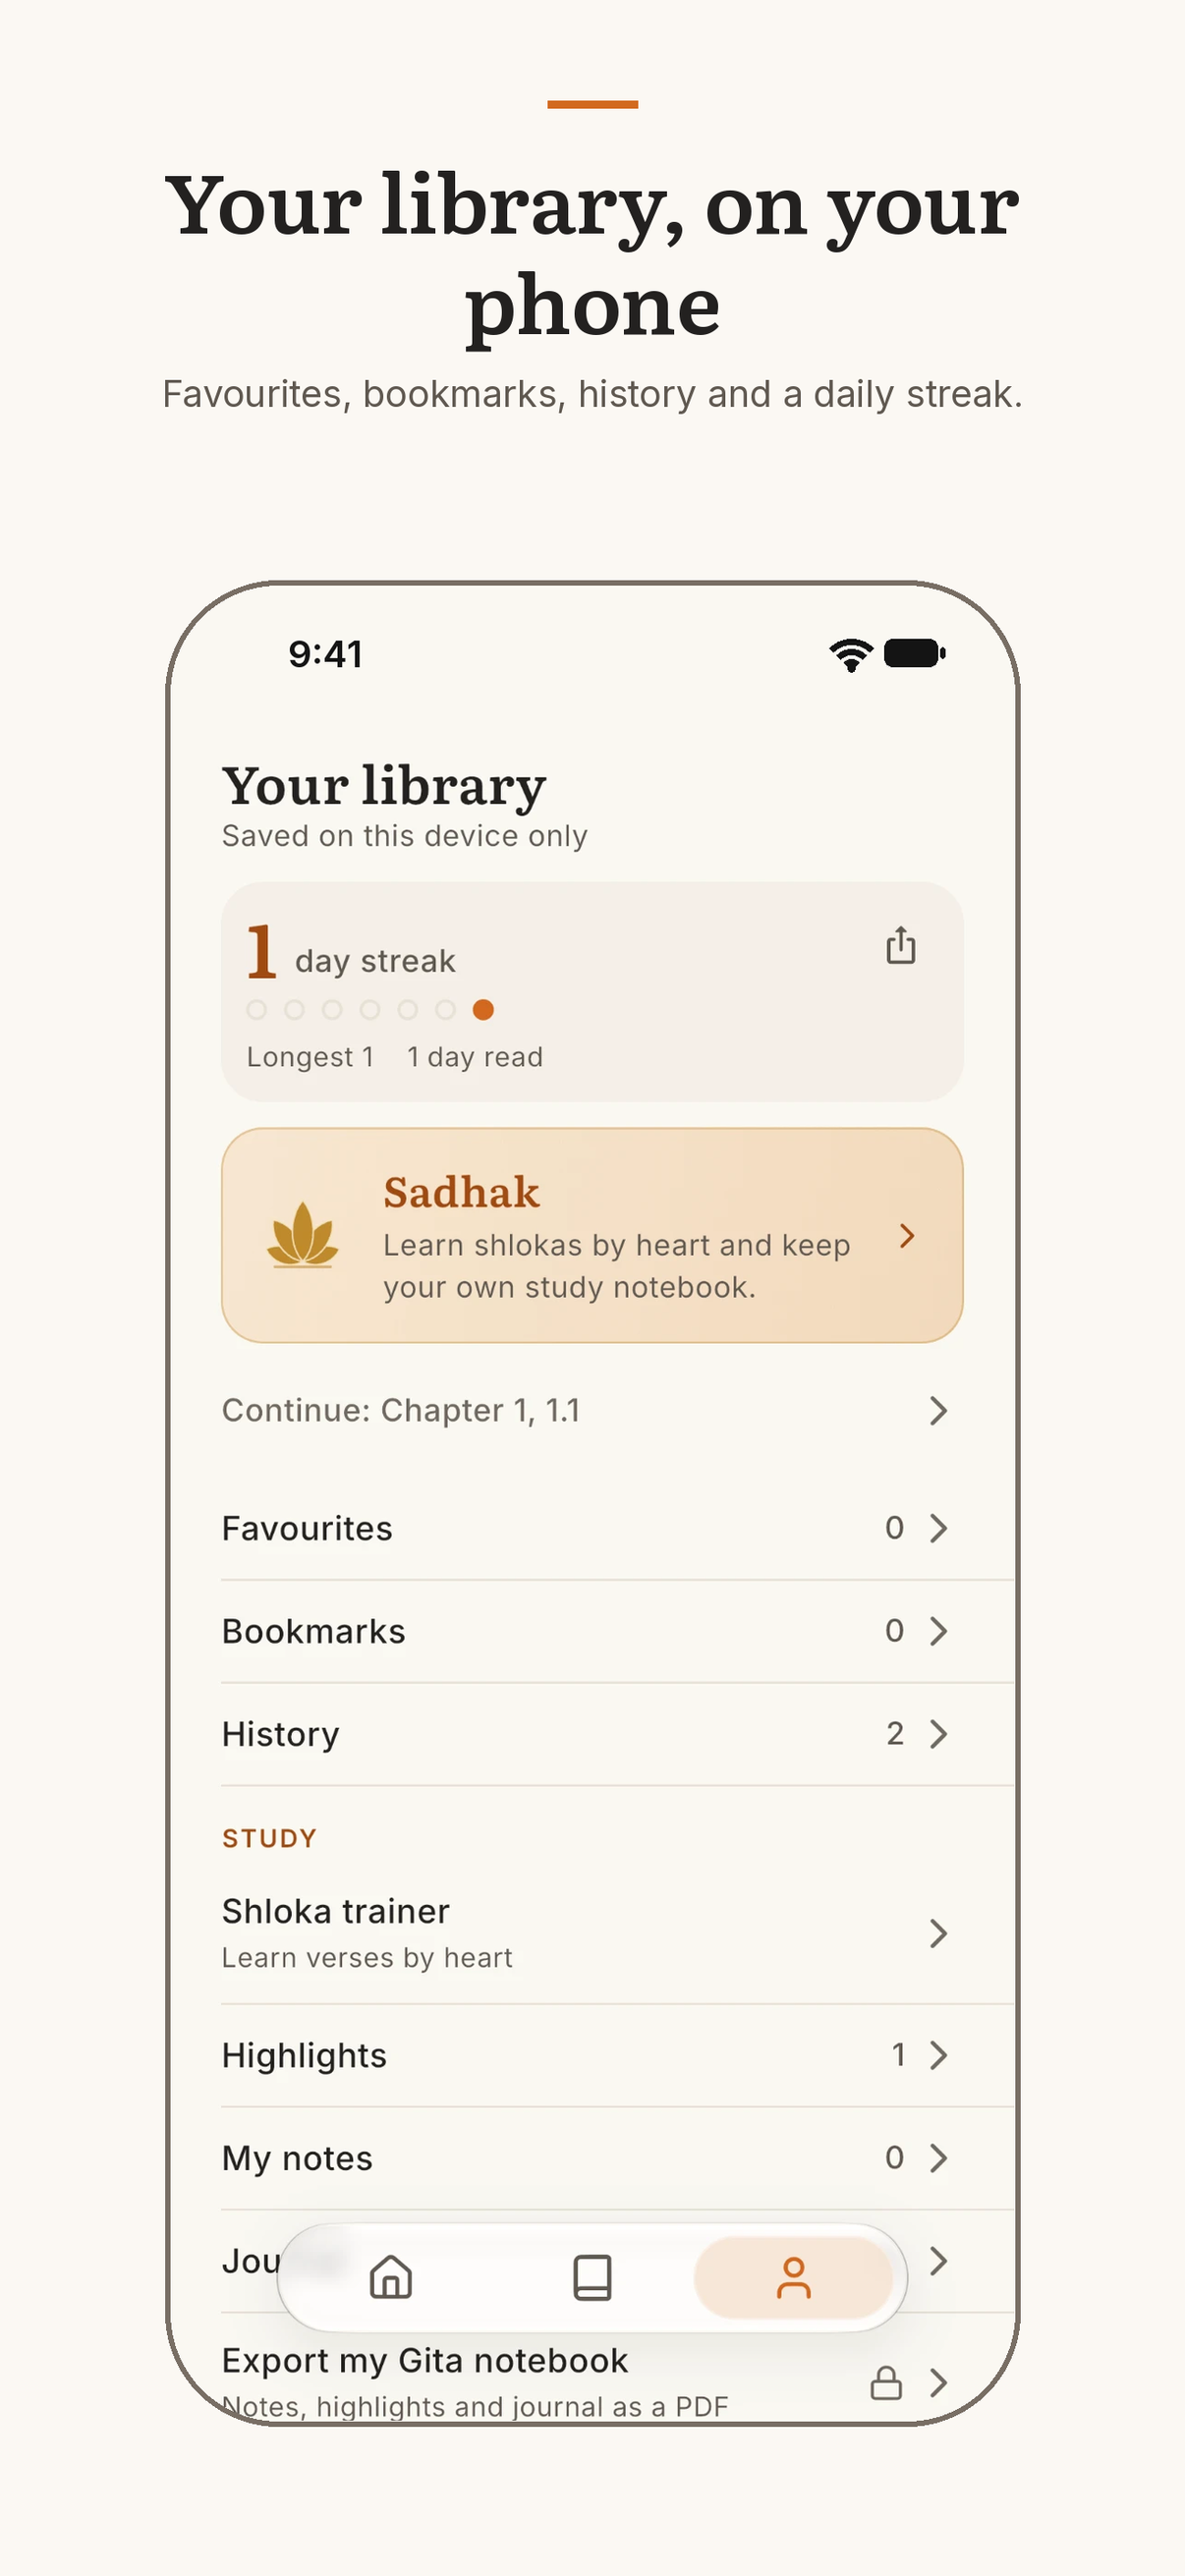 Your library, on your
phone
Favourites, bookmarks, history and a daily streak.
9:41
Your library
Saved on this device only
1 day streak
Longest 1 1 day read
Sadhak
Learn shlokas by heart and keep
your own study notebook.
Continue: Chapter 1, 1.1
Favourites 0
Bookmarks 0
History 2
STUDY
Shloka trainer
Learn verses by heart
Highlights 1
My notes 0
Export my Gita notebook
Notes, highlights and journal as a PDF